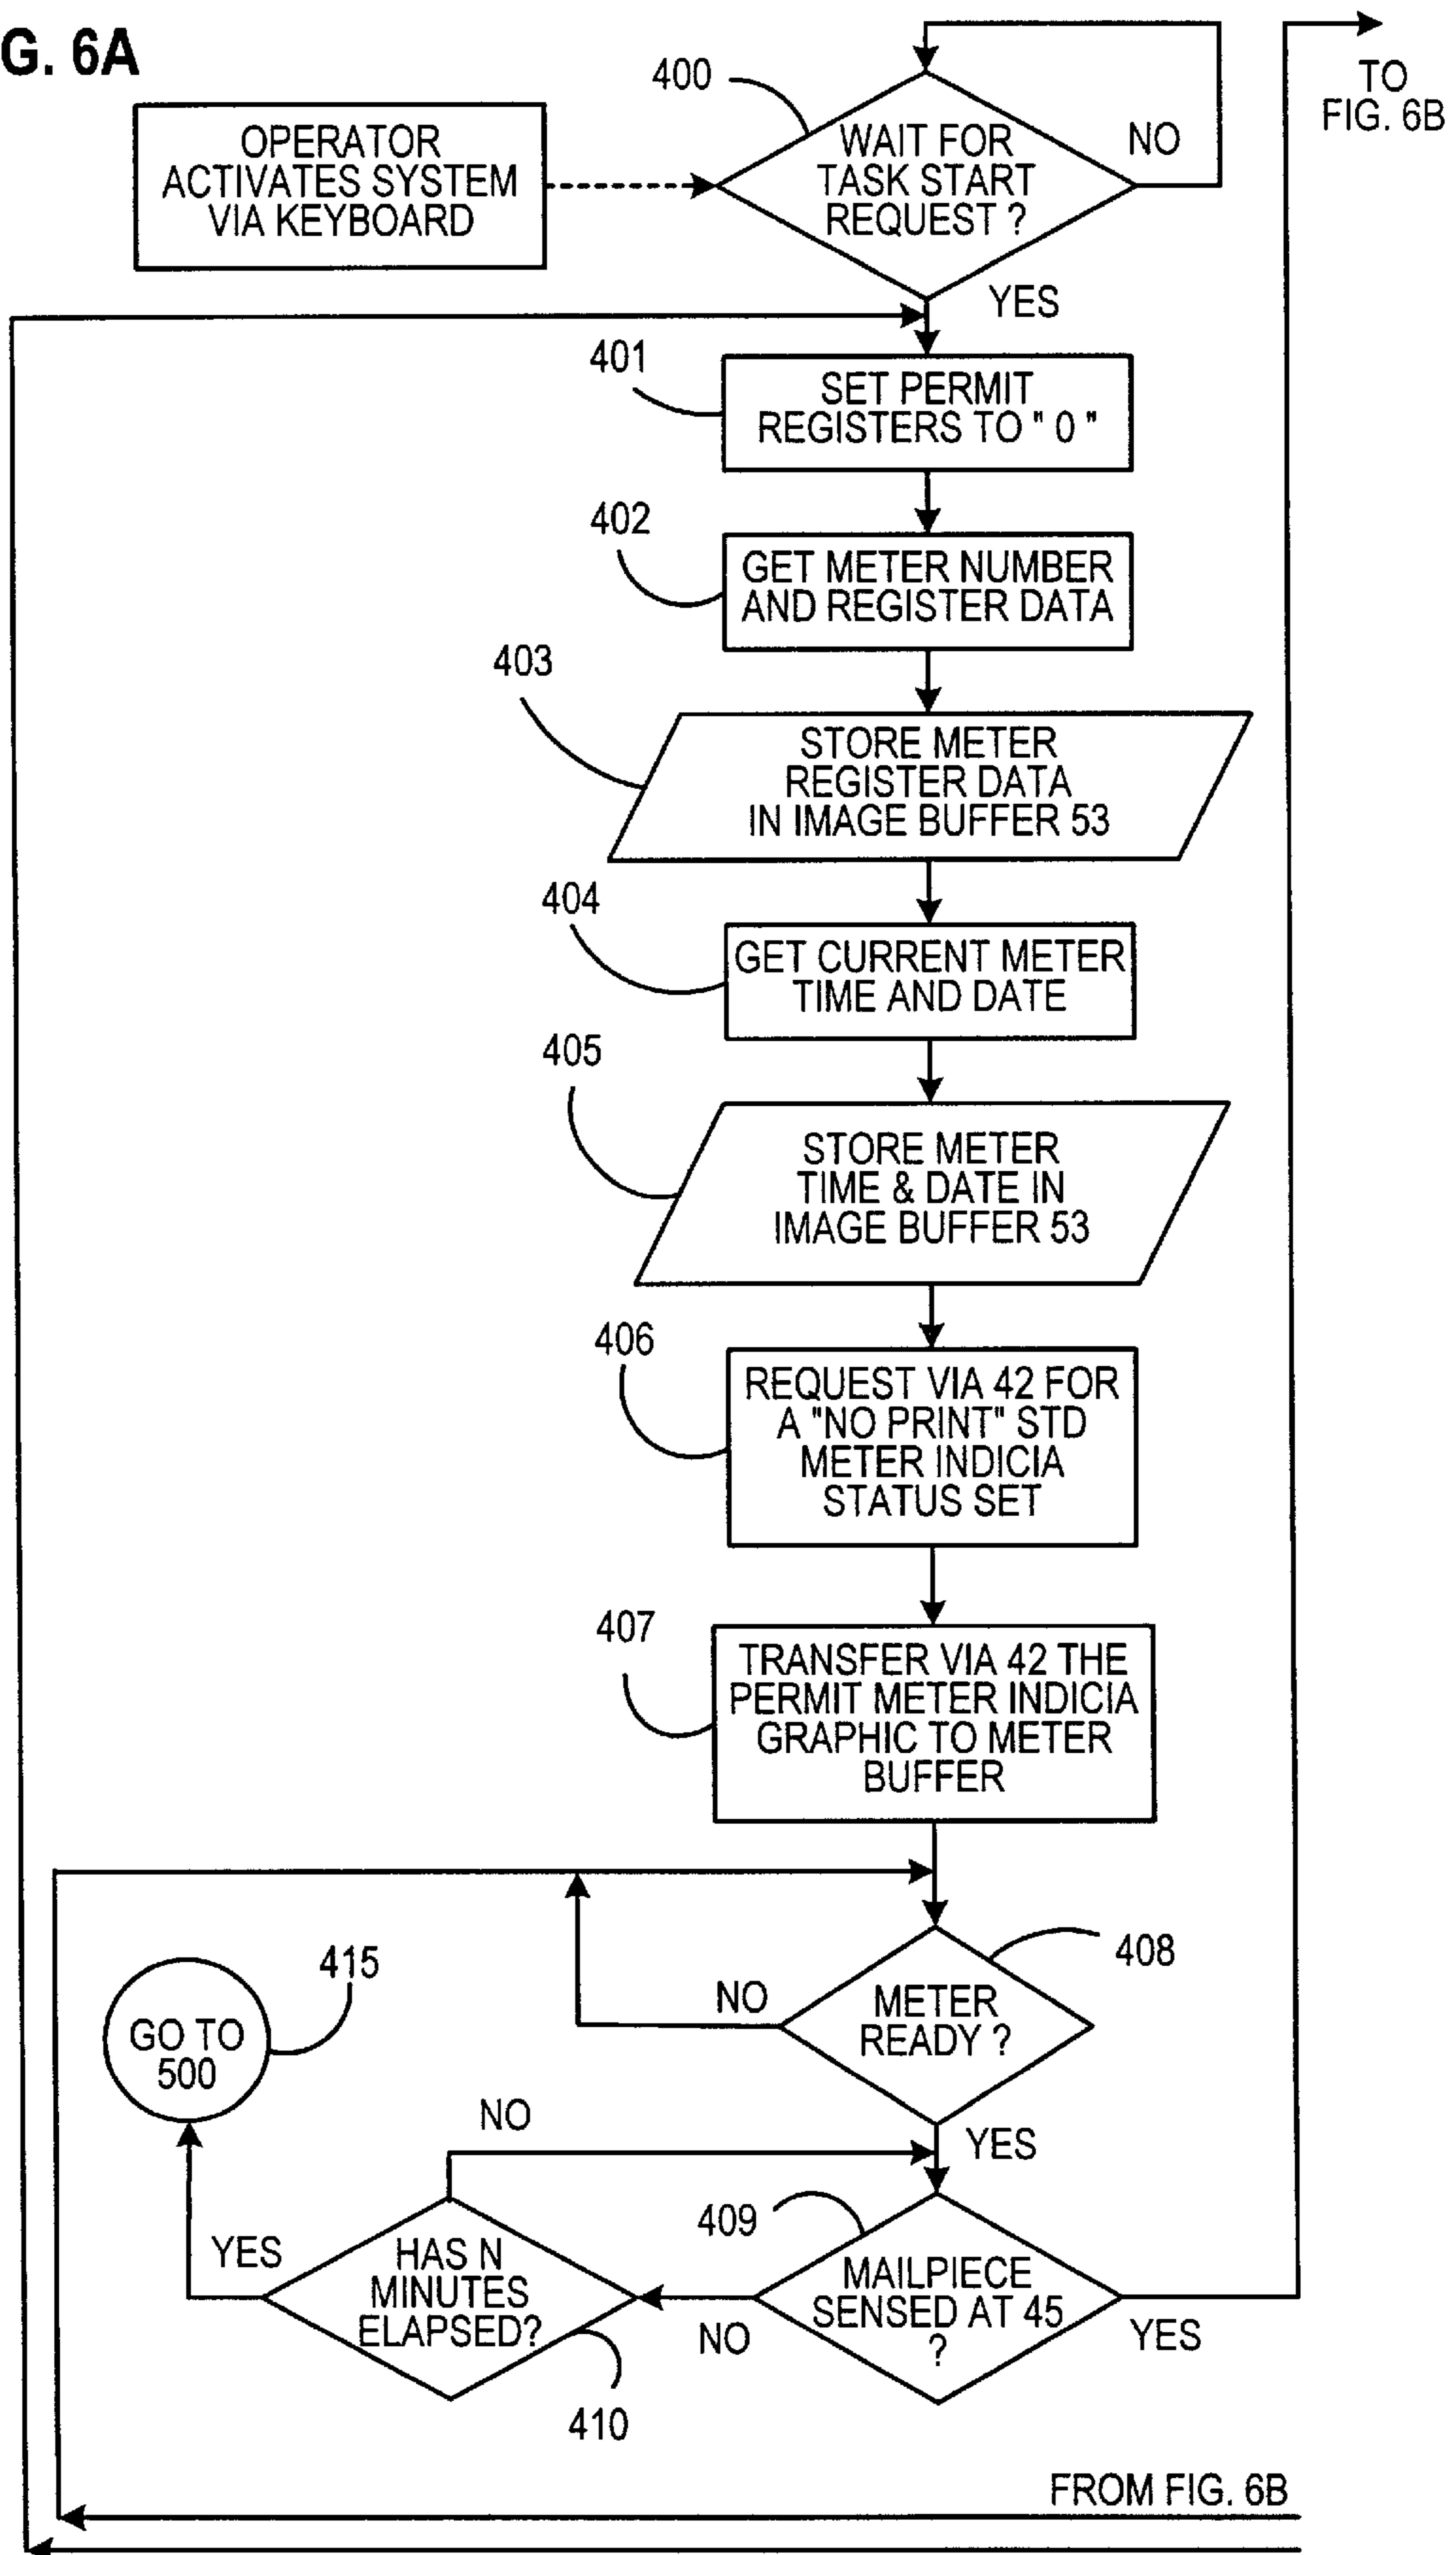 G. 6A
TO
FIG. 6B
400
OPERATOR
ACTIVATES SYSTEM
VIA KEYBOARD
WAIT FOR
TASK START
REQUEST ?
NO
YES
401
SET PERMIT
REGISTERS TO " 0 "
402
GET METER NUMBER
AND REGISTER DATA
403
STORE METER
REGISTER DATA
IN IMAGE BUFFER 53
404
GET CURRENT METER
TIME AND DATE
405
STORE METER
TIME & DATE IN
IMAGE BUFFER 53
406
REQUEST VIA 42 FOR
A "NO PRINT" STD
METER INDICIA
STATUS SET
407
TRANSFER VIA 42 THE
PERMIT METER INDICIA
GRAPHIC TO METER
BUFFER
408
METER
READY ?
NO
YES
415
GO TO
500
NO
409
MAILPIECE
SENSED AT 45
?
NO
YES
HAS N
MINUTES
ELAPSED?
YES
410
FROM FIG. 6B